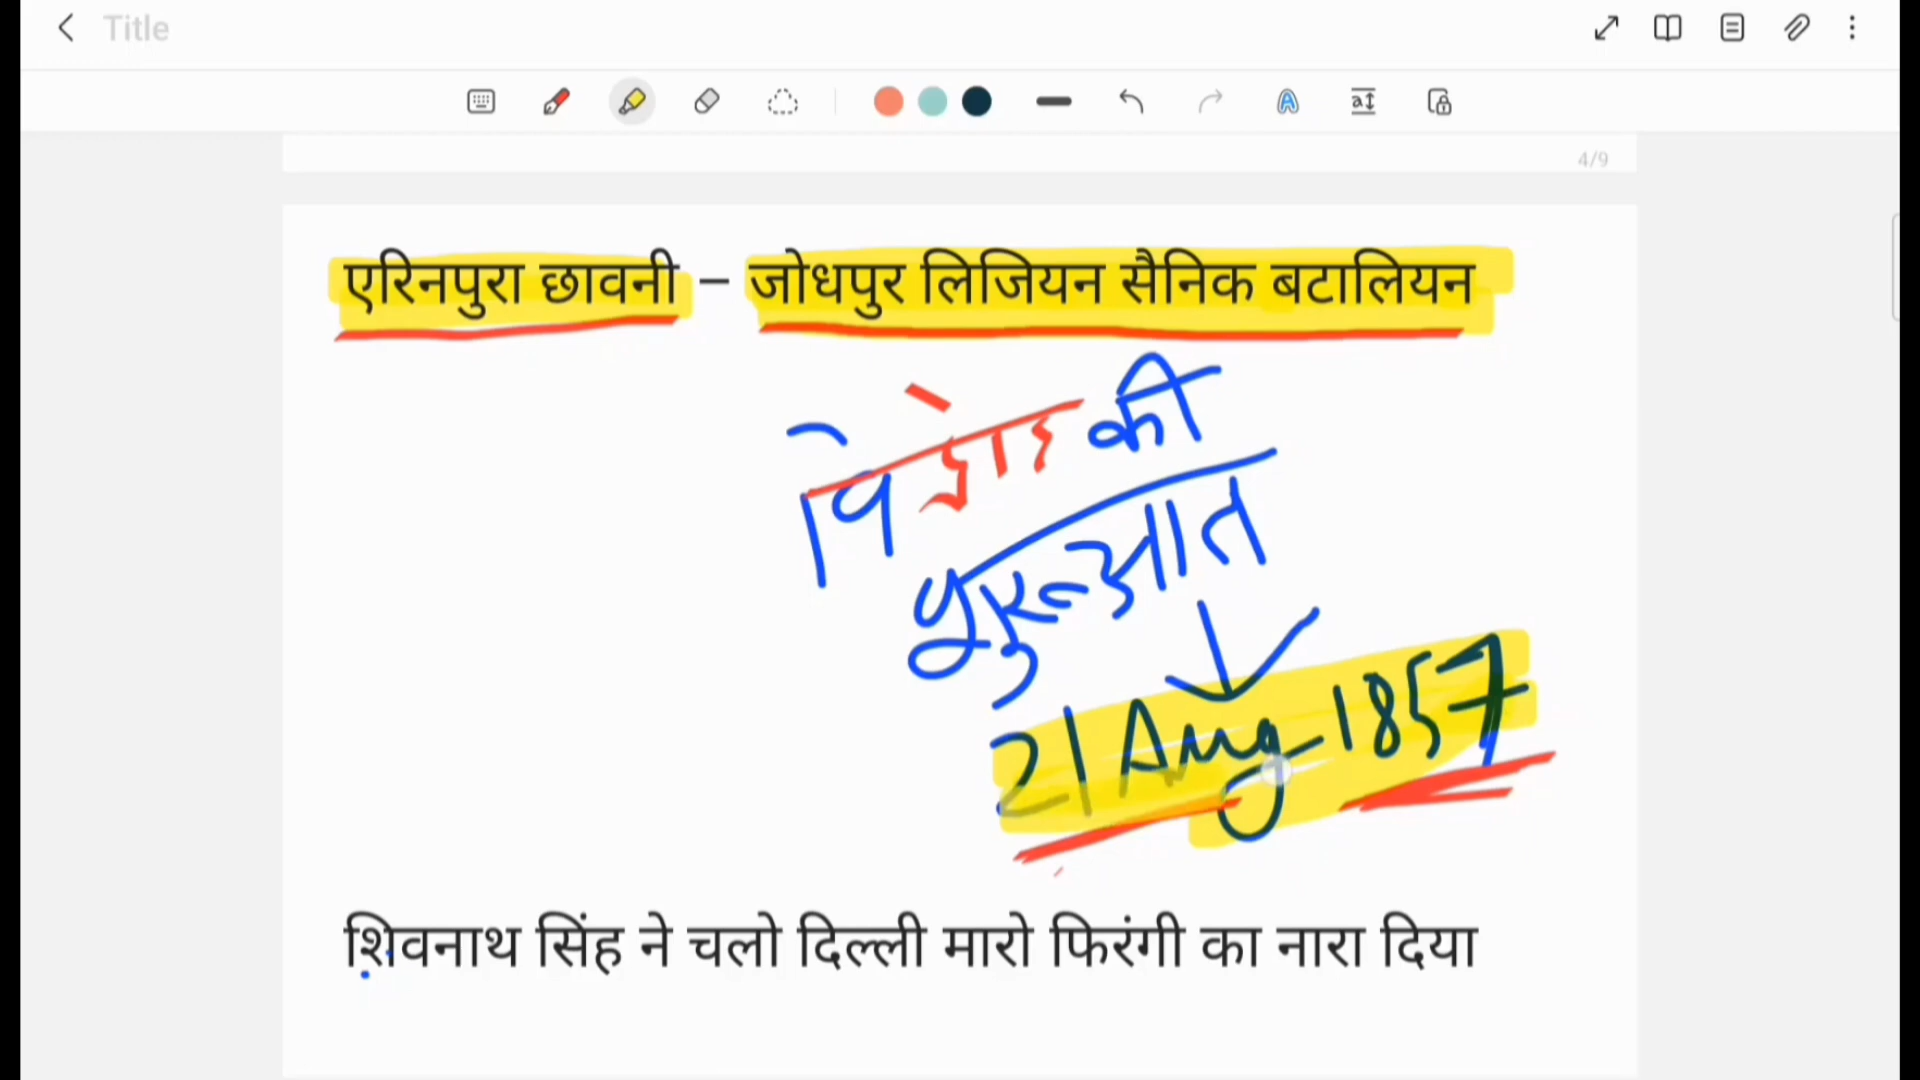 Title
4/9
एरिनपुरा छावनी – जोधपुर लिजियन सैनिक बटालियन
विद्रोह की
शुरूआत
21 Aug 1857
शिवनाथ सिंह ने चलो दिल्ली मारो फिरंगी का नारा दिया